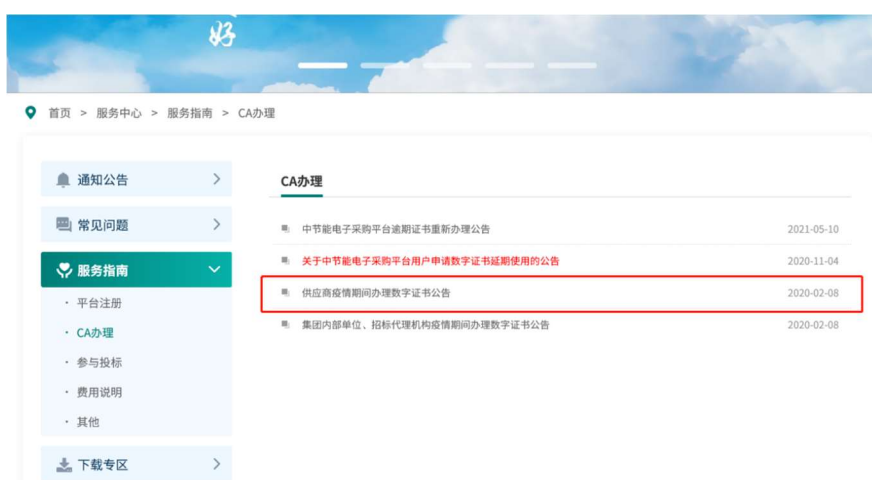 好
首页 > 服务中心 > 服务指南 > CA办理
通知公告
常见问题
服务指南
· 平台注册
· CA办理
· 参与投标
· 费用说明
· 其他
下载专区
CA办理
中节能电子采购平台逾期证书重新办理公告 2021-05-10
关于中节能电子采购平台用户申请数字证书延期使用的公告 2020-11-04
供应商疫情期间办理数字证书公告 2020-02-08
集团内部单位、招标代理机构疫情期间办理数字证书公告 2020-02-08